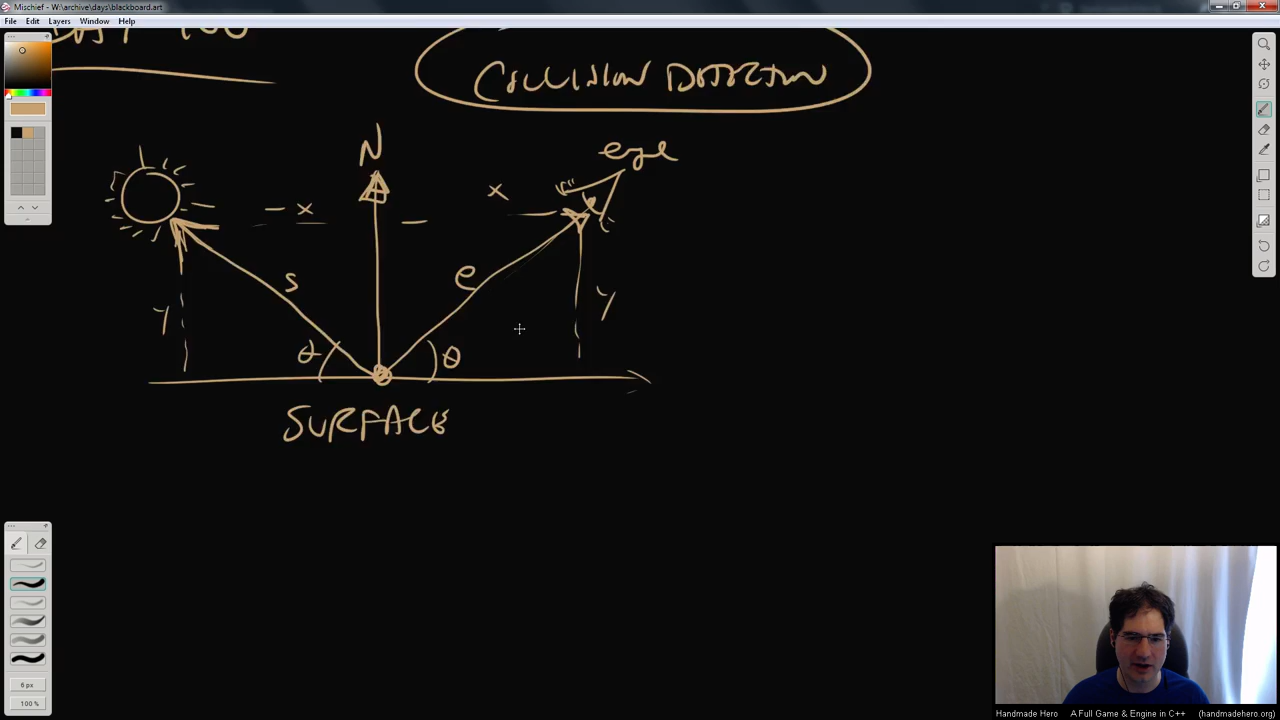 Mischief - W:\archive\days\blackboard.art
File Edit Layers Window Help
COLLISION DETECTION
N
eye
- x -
x
s
e
y
y
θ
θ
SURFACE
6 px
100 %
Handmade Hero A Full Game & Engine in C++ (handmadehero.org)